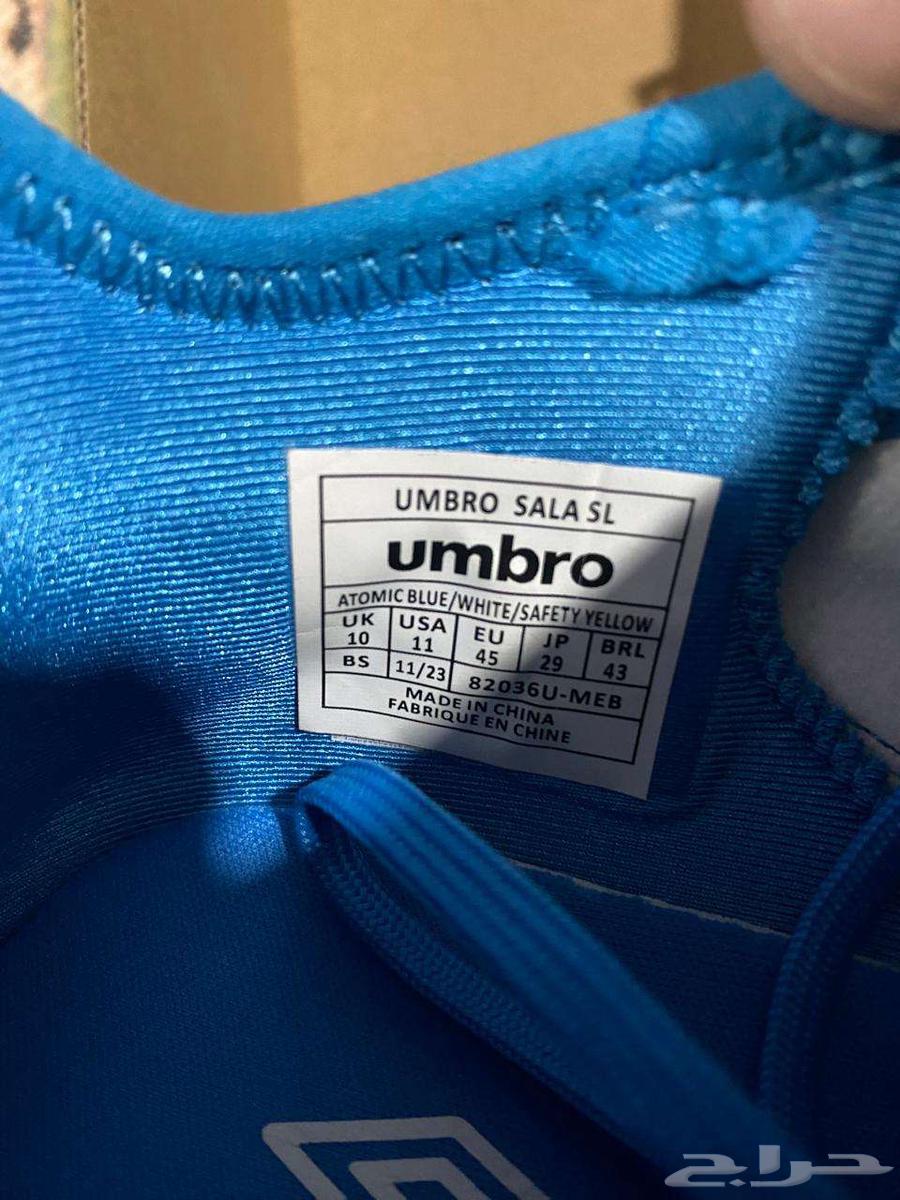 UMBRO SALA SL
umbro
ATOMIC BLUE/WHITE/SAFETY YELLOW
UK USA EU JP BRL
10 11 45 29 43
BS 11/23 82036U-MEB
MADE IN CHINA
FABRIQUE EN CHINE
حراج